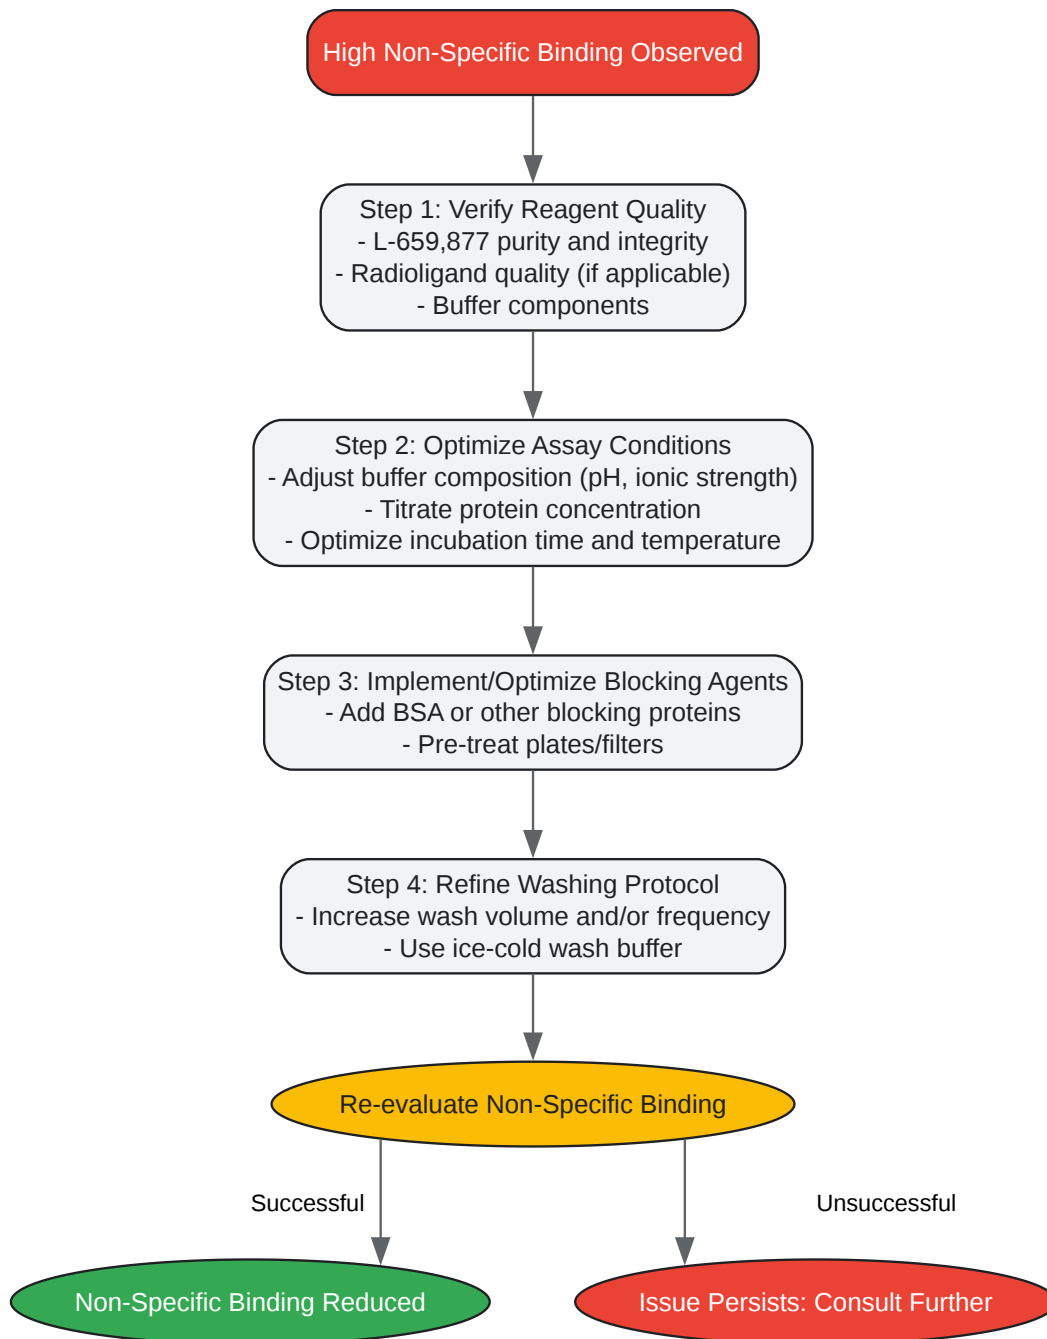 High Non-Specific Binding Observed
Step 1: Verify Reagent Quality
- L-659,877 purity and integrity
- Radioligand quality (if applicable)
- Buffer components
Step 2: Optimize Assay Conditions
- Adjust buffer composition (pH, ionic strength)
- Titrate protein concentration
- Optimize incubation time and temperature
Step 3: Implement/Optimize Blocking Agents
- Add BSA or other blocking proteins
- Pre-treat plates/filters
Step 4: Refine Washing Protocol
- Increase wash volume and/or frequency
- Use ice-cold wash buffer
Re-evaluate Non-Specific Binding
Successful
Unsuccessful
Non-Specific Binding Reduced
Issue Persists: Consult Further